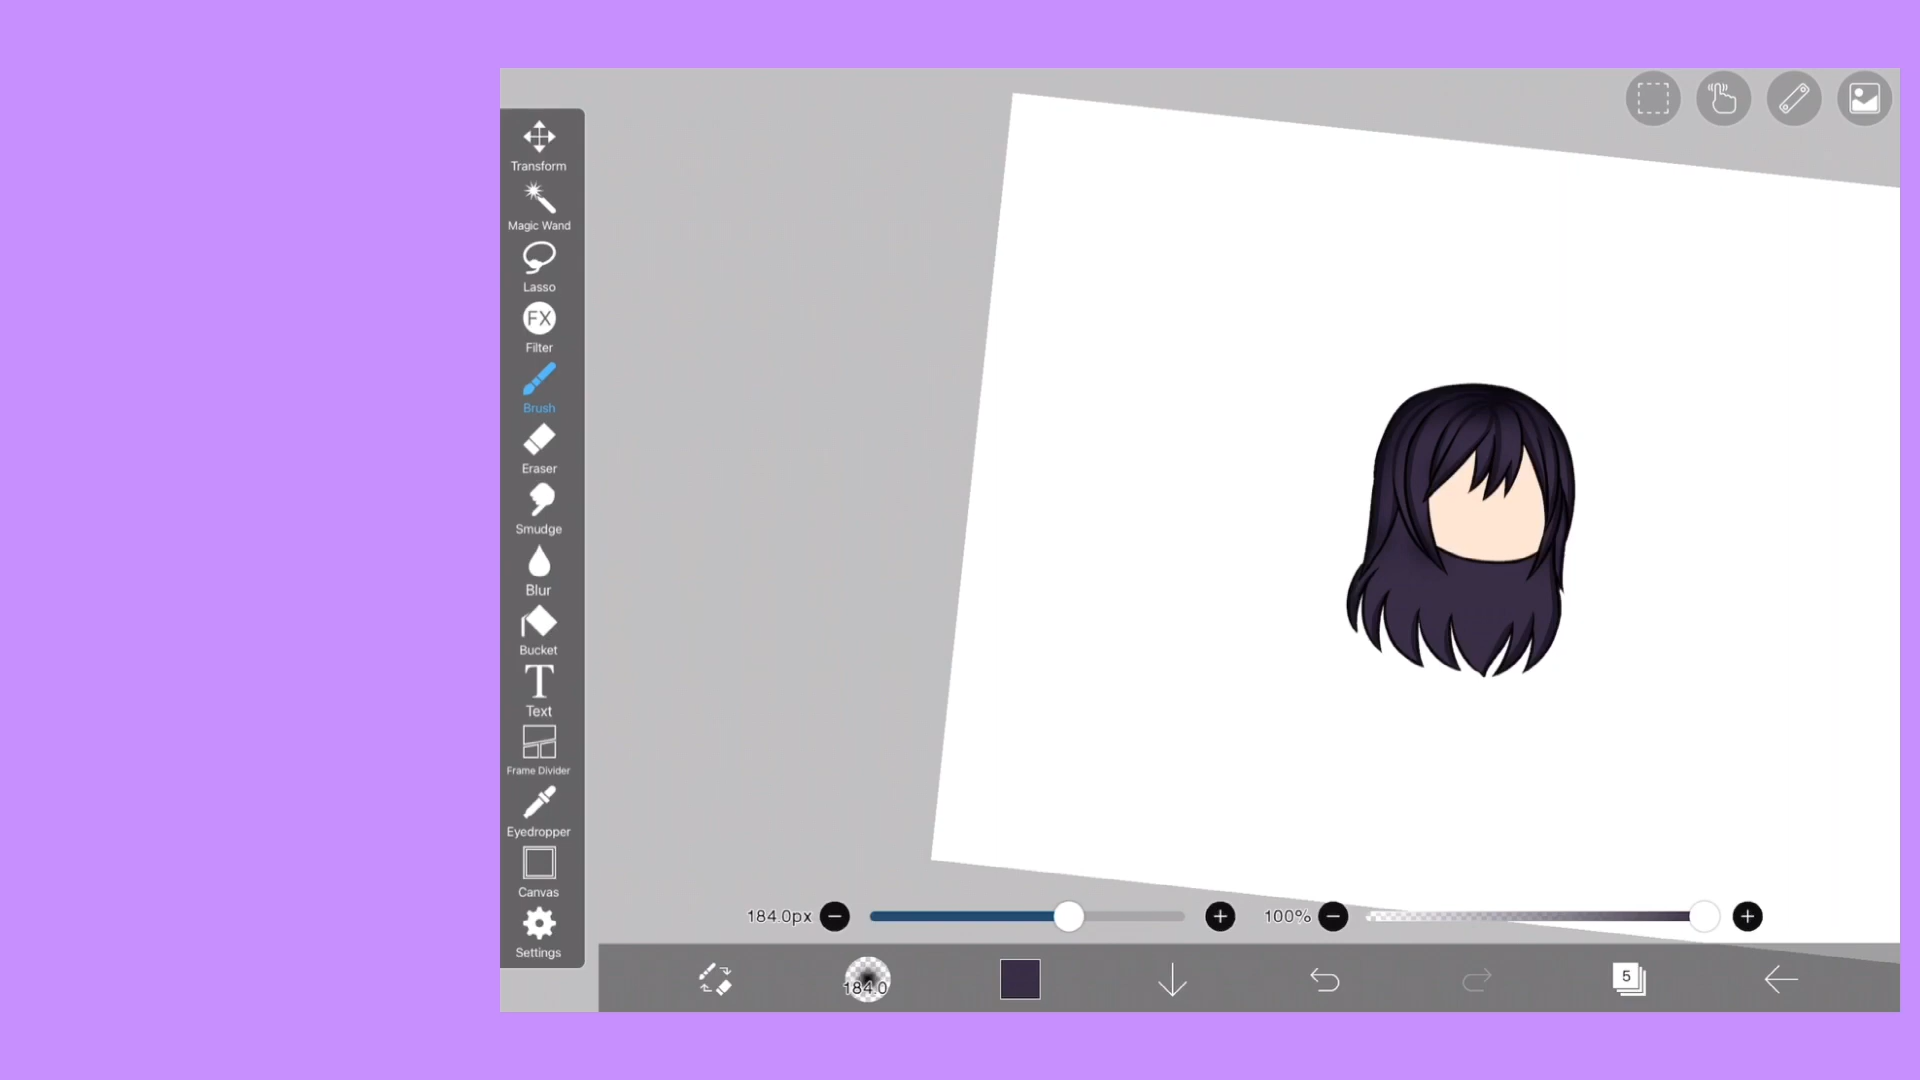 Transform
Magic Wand
Lasso
FX
Filter
Brush
Eraser
Smudge
Blur
Bucket
T
Text
Frame Divider
Eyedropper
Canvas
Settings
184.0px
100%
184.0
5